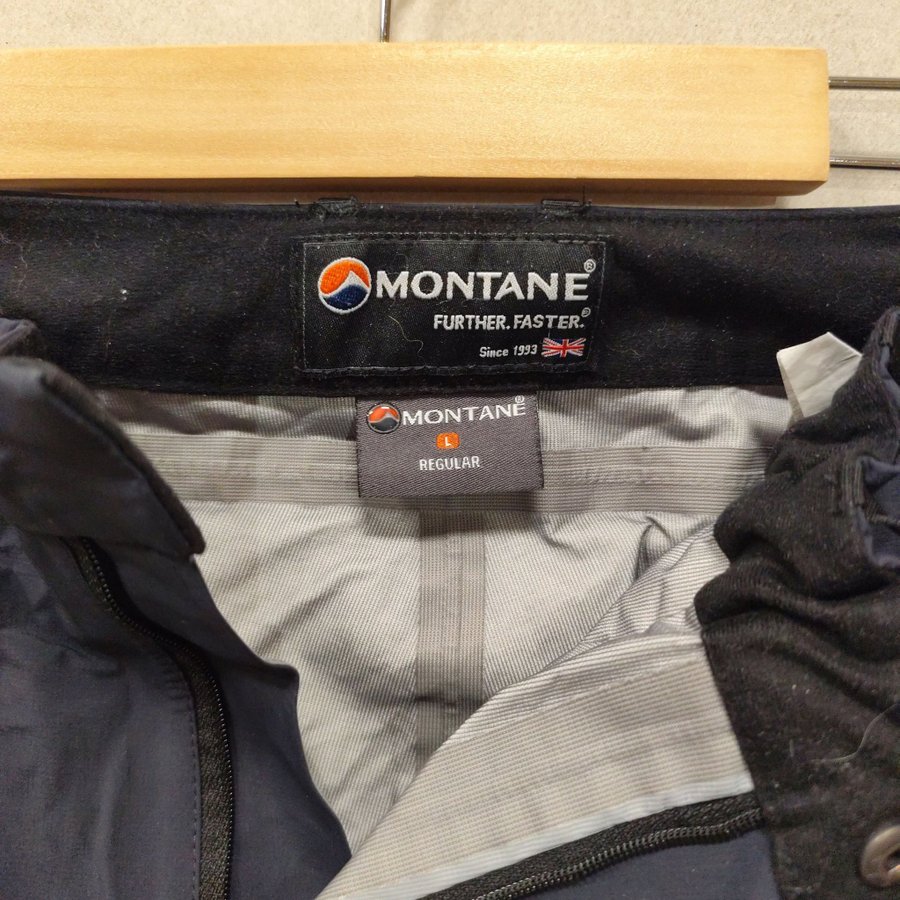 MONTANE®
FURTHER. FASTER.®
Since 1993
MONTANE®
L
REGULAR